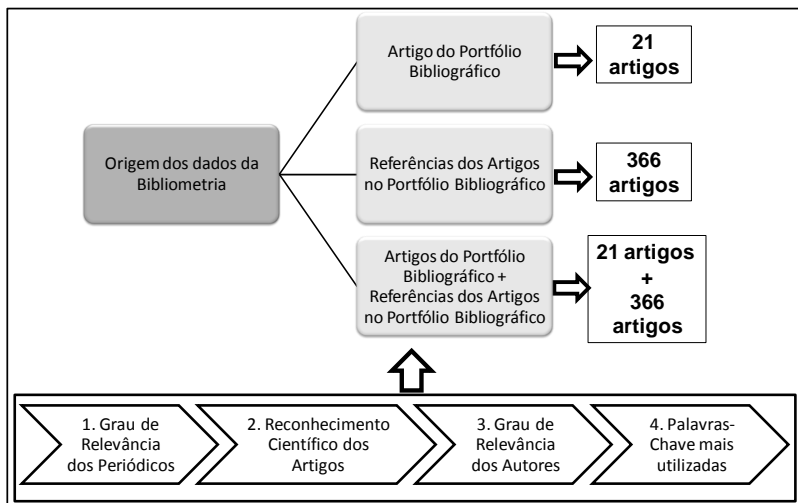 Artigo do Portfólio
Bibliográfico
21
artigos
Origem dos dados da
Bibliometria
Referências dos Artigos
no Portfólio Bibliográfico
366
artigos
Artigos do Portfólio
Bibliográfico +
Referências dos Artigos
no Portfólio Bibliográfico
21 artigos
+
366
artigos
1. Grau de
Relevância
dos Periódicos
2. Reconhecimento
Científico dos
Artigos
3. Grau de
Relevância
dos Autores
4. Palavras-
Chave mais
utilizadas